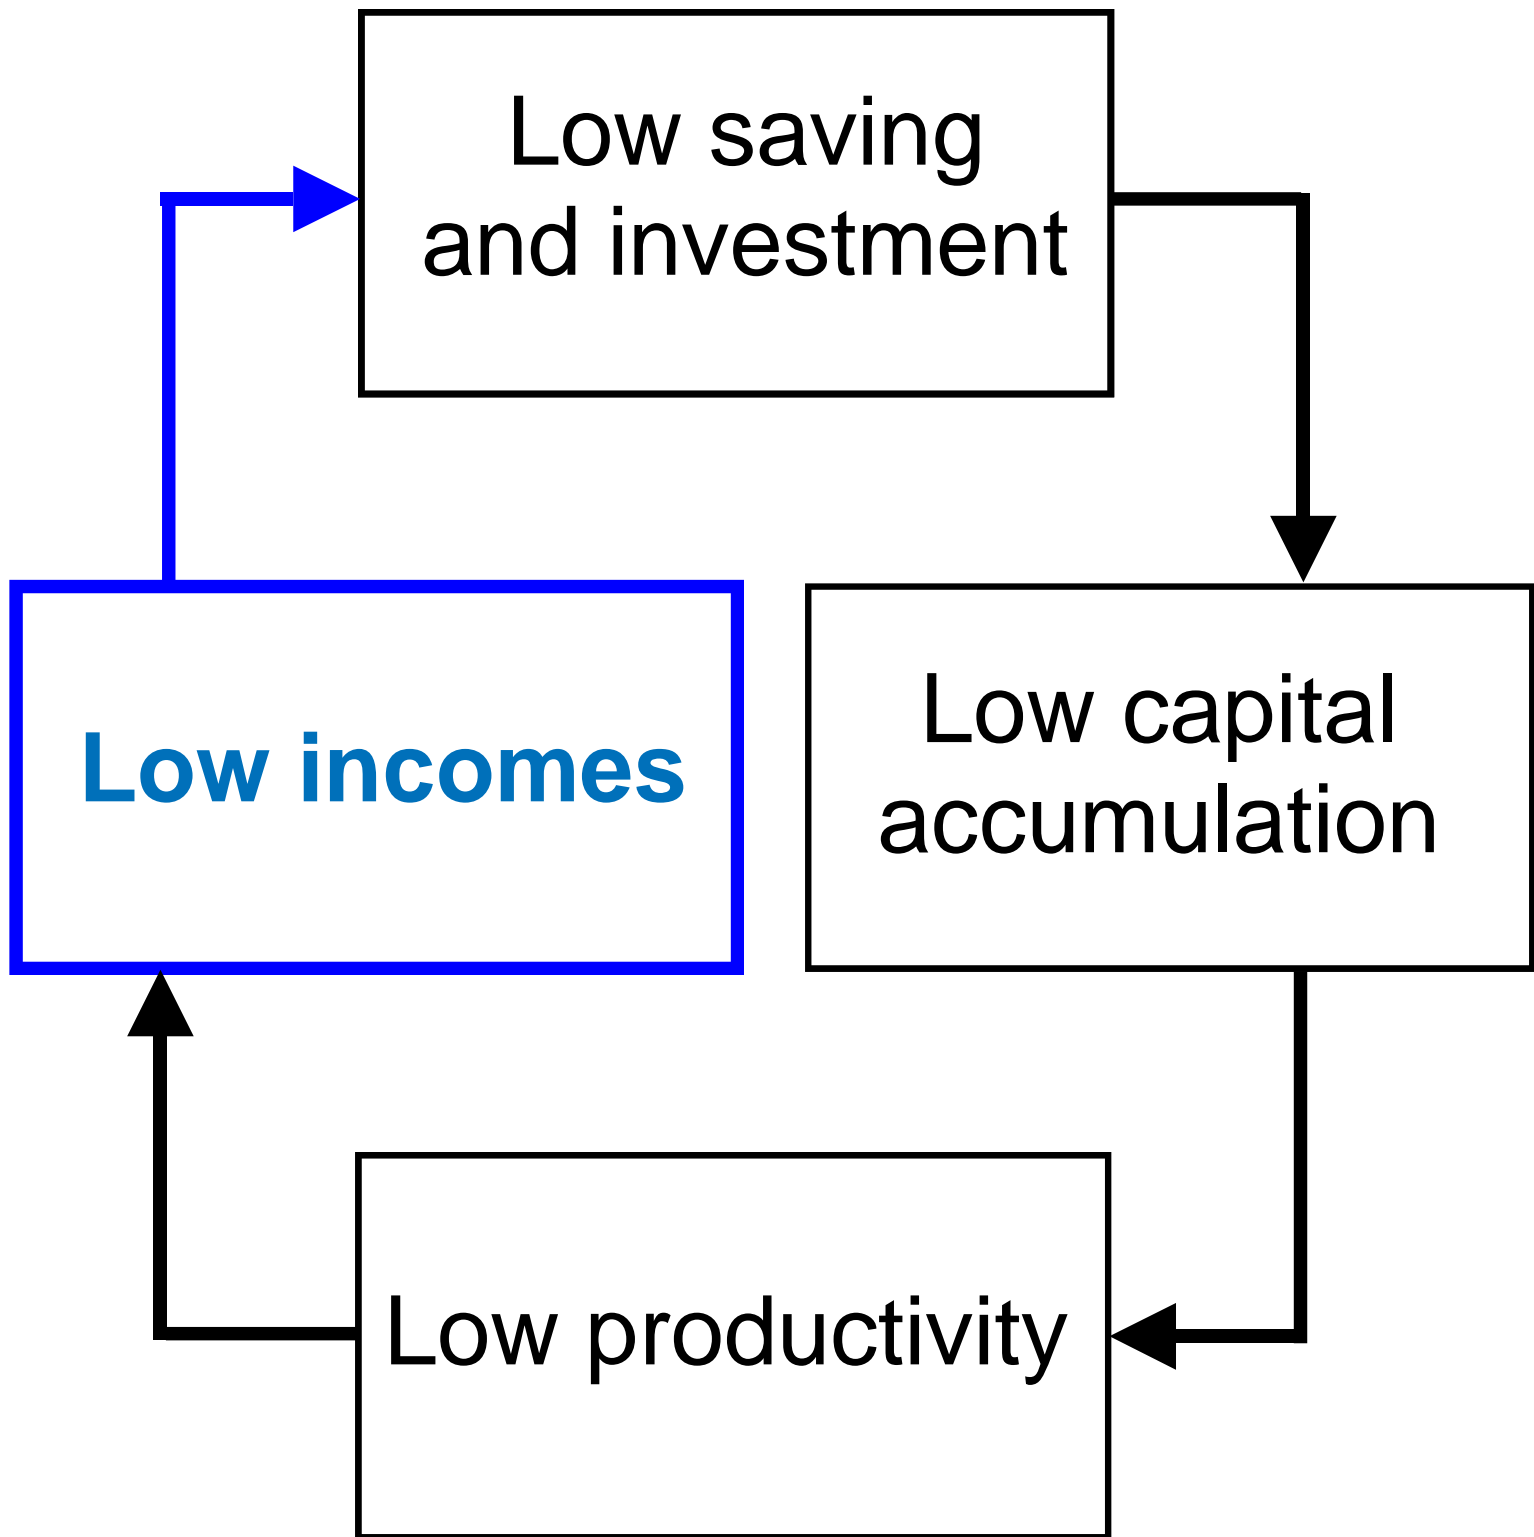 Low saving
and investment
Low incomes
Low capital
accumulation
Low productivity